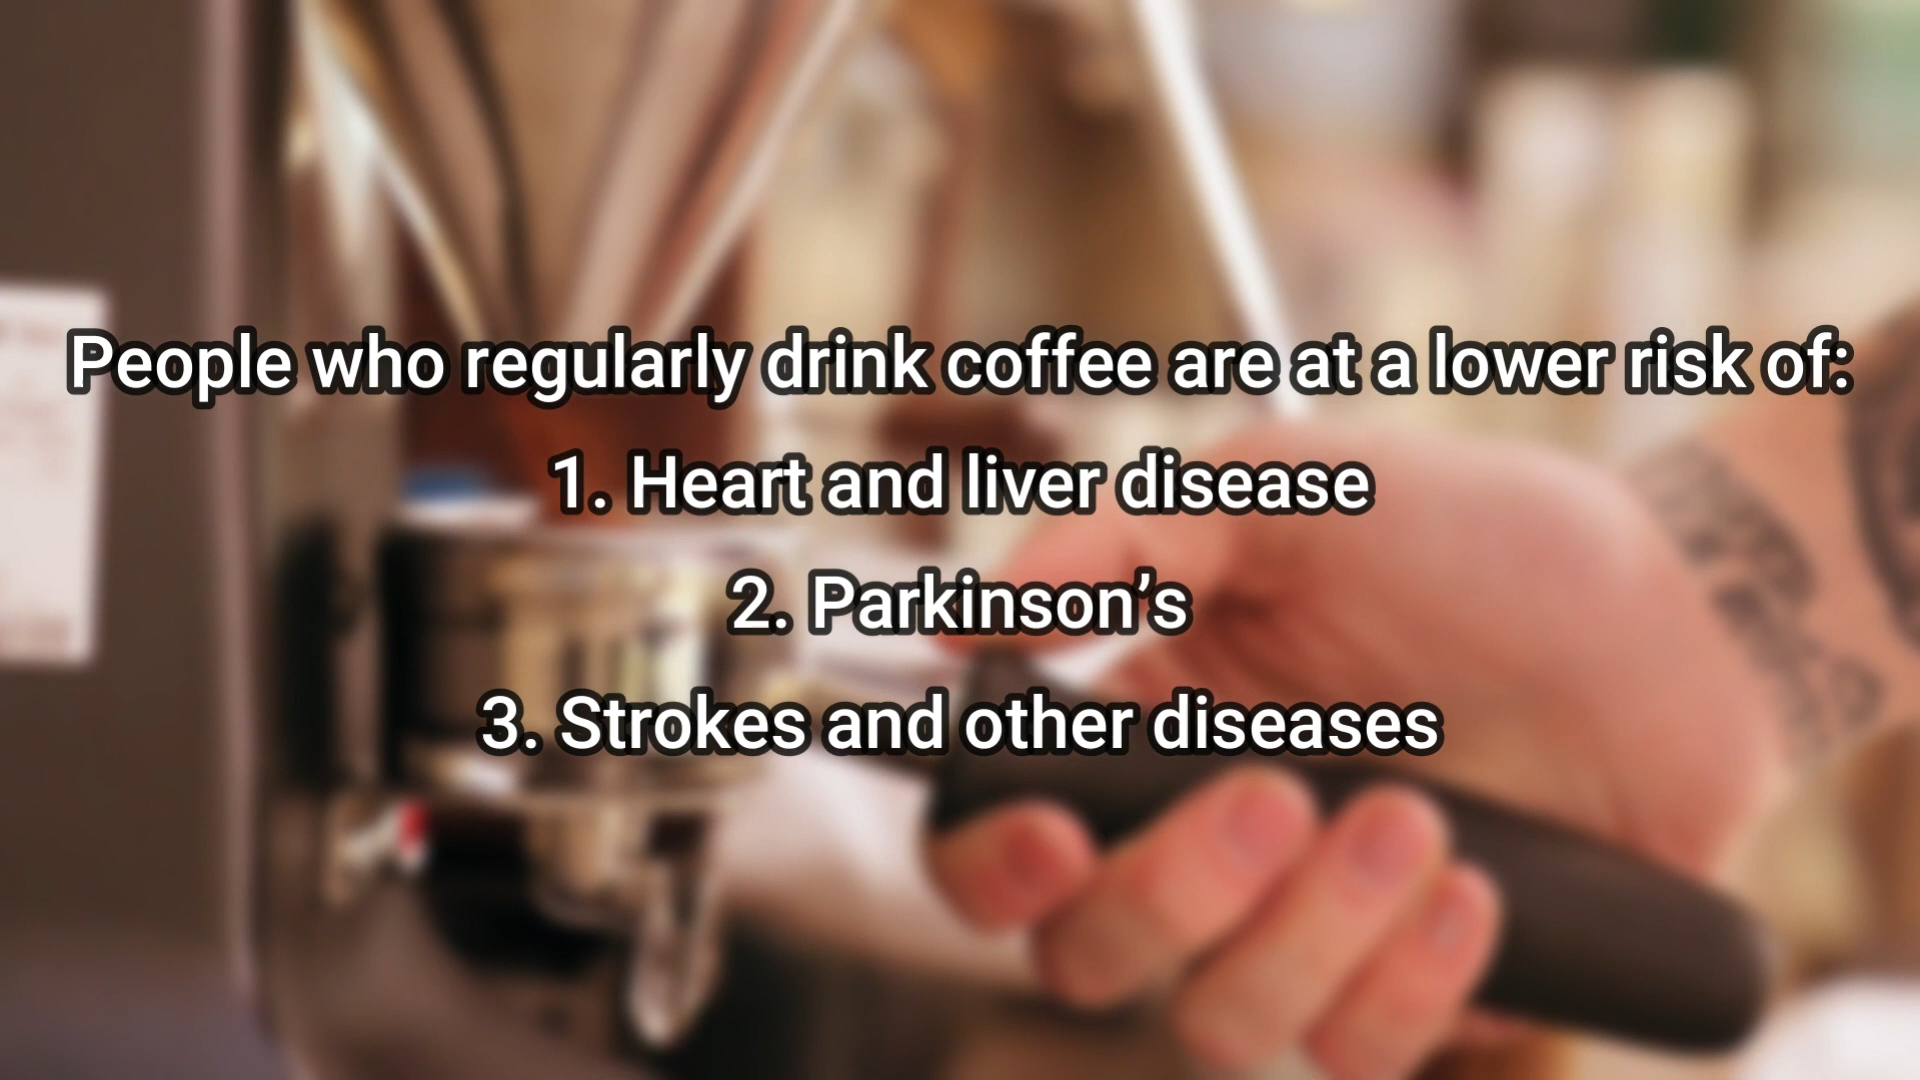 People who regularly drink coffee are at a lower risk of:
1. Heart and liver disease
2. Parkinson’s
3. Strokes and other diseases